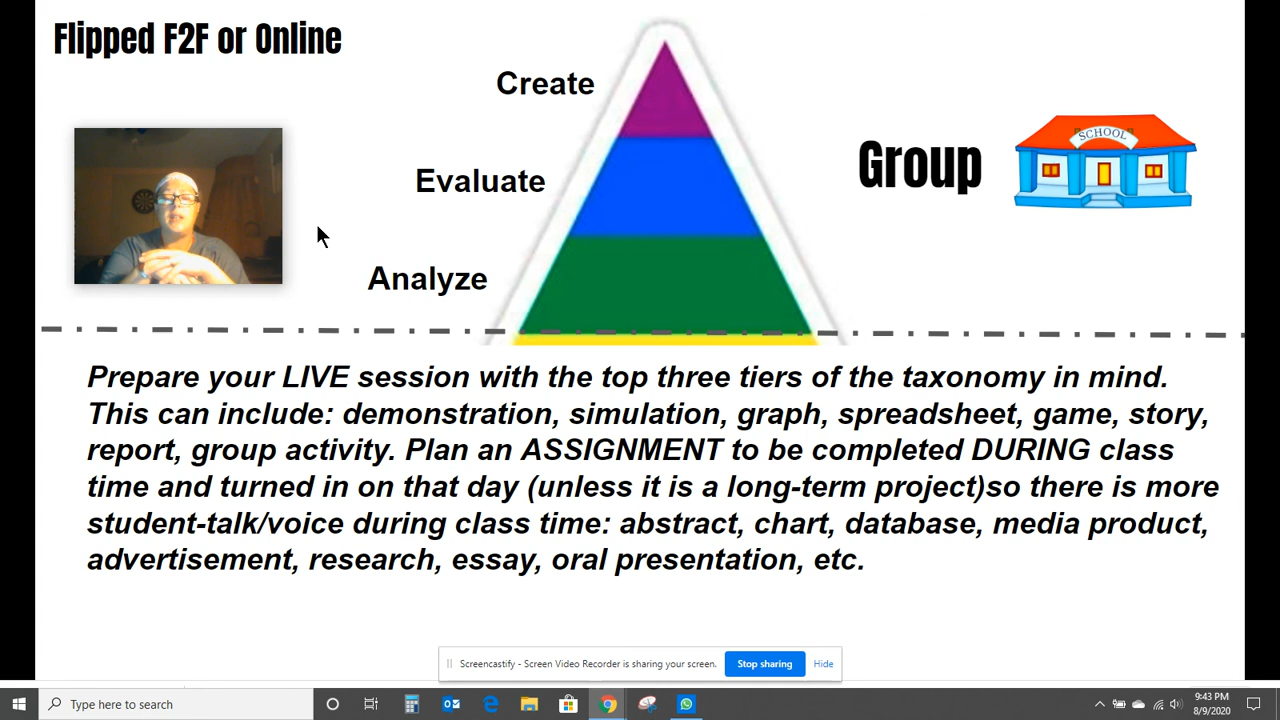 Flipped F2F or Online
Create
Evaluate
Analyze
Group
SCHOOL
Prepare your LIVE session with the top three tiers of the taxonomy in mind.
This can include: demonstration, simulation, graph, spreadsheet, game, story,
report, group activity. Plan an ASSIGNMENT to be completed DURING class
time and turned in on that day (unless it is a long-term project)so there is more
student-talk/voice during class time: abstract, chart, database, media product,
advertisement, research, essay, oral presentation, etc.
Screencastify - Screen Video Recorder is sharing your screen.
Stop sharing
Hide
Type here to search
9:43 PM
8/9/2020